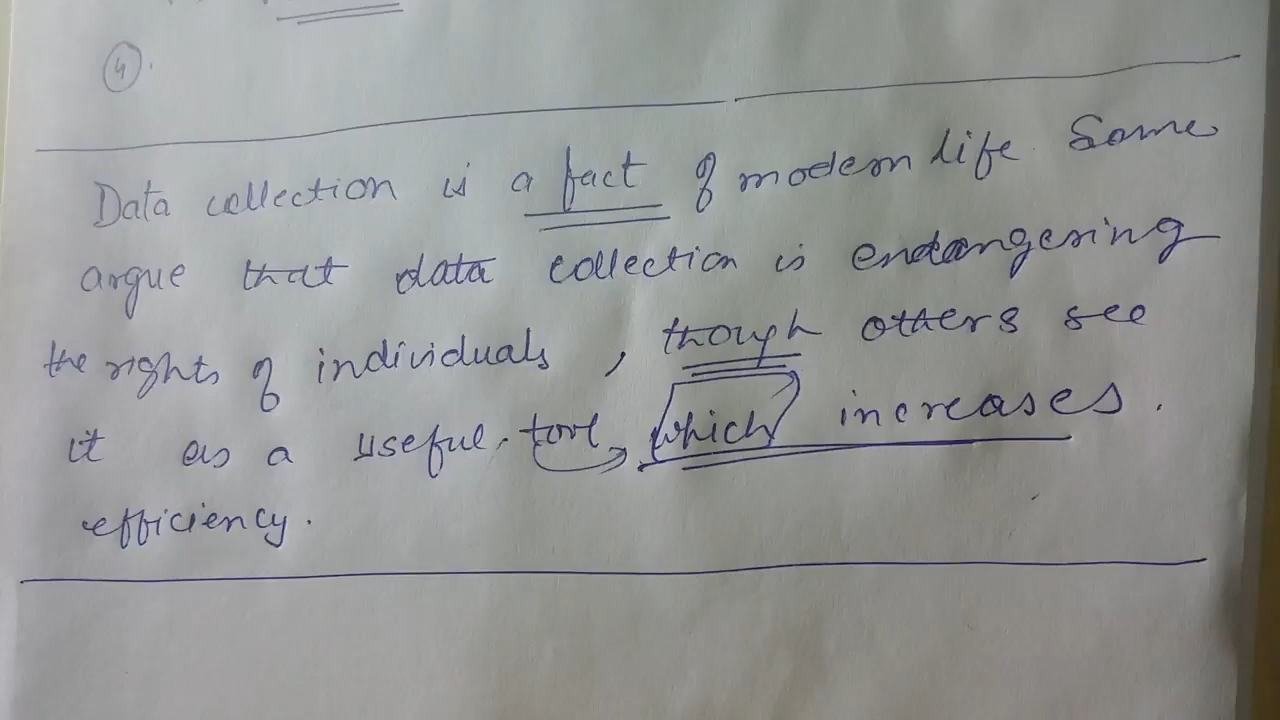 4.
Data collection is a fact of modern life. Some
argue that data collection is endangering
the rights of individuals, though others see
it as a useful tool, which increases.
efficiency.